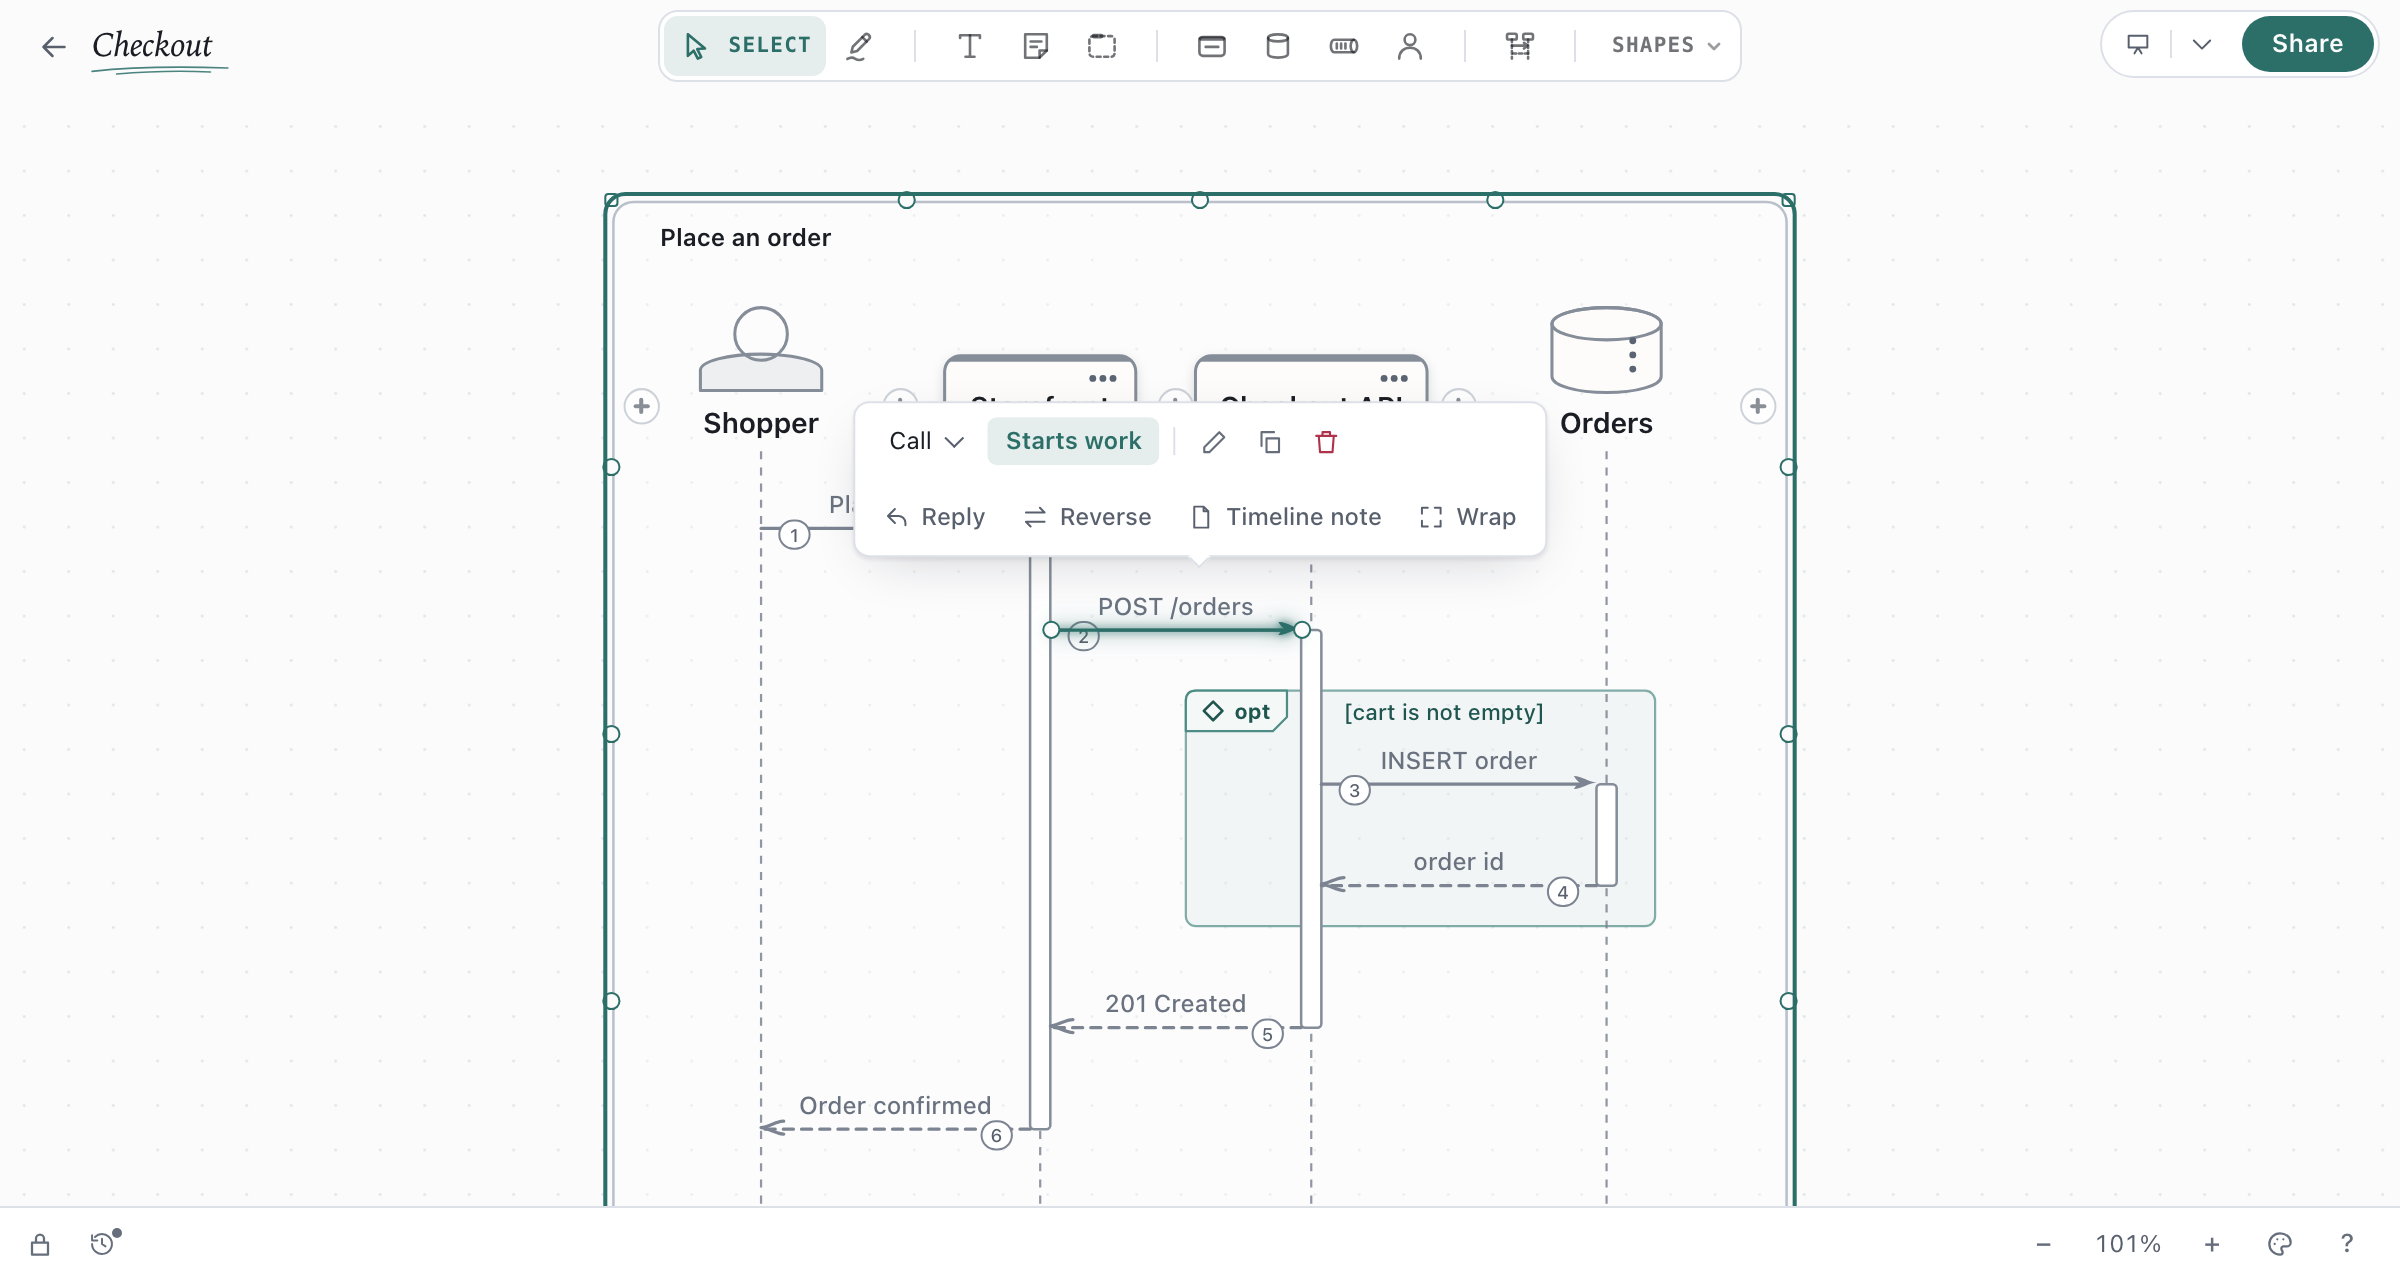 Checkout
SELECT
SHAPES
Share
Place an order
Shopper
Orders
Call
Starts work
Reply
Reverse
Timeline note
Wrap
1
POST /orders
2
opt
[cart is not empty]
INSERT order
3
order id
4
201 Created
5
Order confirmed
6
101%
?